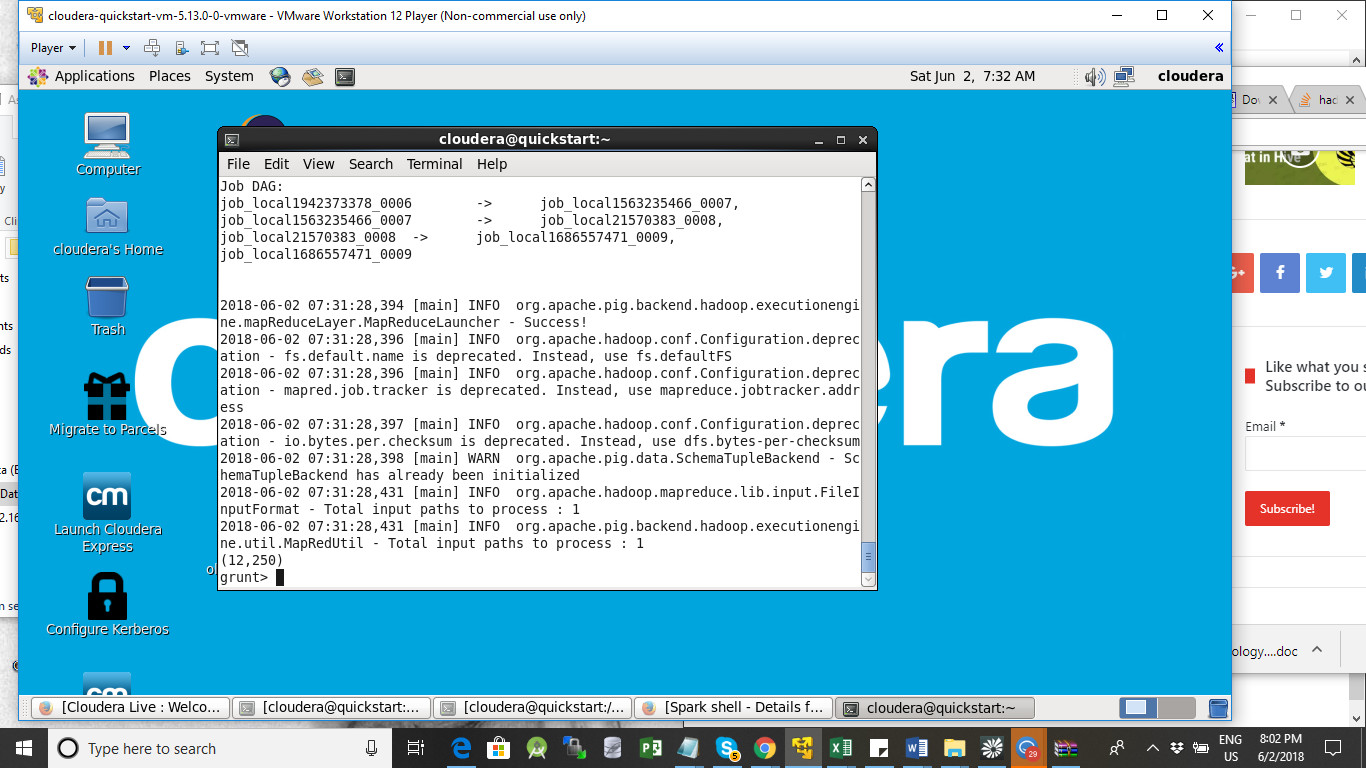 cloudera-quickstart-vm-5.13.0-0-vmware - VMware Workstation 12 Player (Non-commercial use only)
Player
Applications Places System
Sat Jun 2, 7:32 AM
cloudera
Computer
cloudera's Home
Trash
Migrate to Parcels
cm
Launch Cloudera
Express
Configure Kerberos
cloudera@quickstart:~
File Edit View Search Terminal Help
Job DAG:
job_local1942373378_0006 -> job_local1563235466_0007,
job_local1563235466_0007 -> job_local21570383_0008,
job_local21570383_0008 -> job_local1686557471_0009,
job_local1686557471_0009
2018-06-02 07:31:28,394 [main] INFO org.apache.pig.backend.hadoop.executionengi
ne.mapReduceLayer.MapReduceLauncher - Success!
2018-06-02 07:31:28,396 [main] INFO org.apache.hadoop.conf.Configuration.deprec
ation - fs.default.name is deprecated. Instead, use fs.defaultFS
2018-06-02 07:31:28,396 [main] INFO org.apache.hadoop.conf.Configuration.deprec
ation - mapred.job.tracker is deprecated. Instead, use mapreduce.jobtracker.addr
ess
2018-06-02 07:31:28,397 [main] INFO org.apache.hadoop.conf.Configuration.deprec
ation - io.bytes.per.checksum is deprecated. Instead, use dfs.bytes-per-checksum
2018-06-02 07:31:28,398 [main] WARN org.apache.pig.data.SchemaTupleBackend - Sc
hemaTupleBackend has already been initialized
2018-06-02 07:31:28,431 [main] INFO org.apache.hadoop.mapreduce.lib.input.FileI
nputFormat - Total input paths to process : 1
2018-06-02 07:31:28,431 [main] INFO org.apache.pig.backend.hadoop.executionengi
ne.util.MapRedUtil - Total input paths to process : 1
(12,250)
grunt>
era
[Cloudera Live : Welco...
[cloudera@quickstart:...
[cloudera@quickstart:/...
[Spark shell - Details f...
cloudera@quickstart:~
Dov
had
at in Hive
Like what you s
Subscribe to ou
Email *
Subscribe!
ology....doc
Type here to search
5
29
ENG
US
8:02 PM
6/2/2018